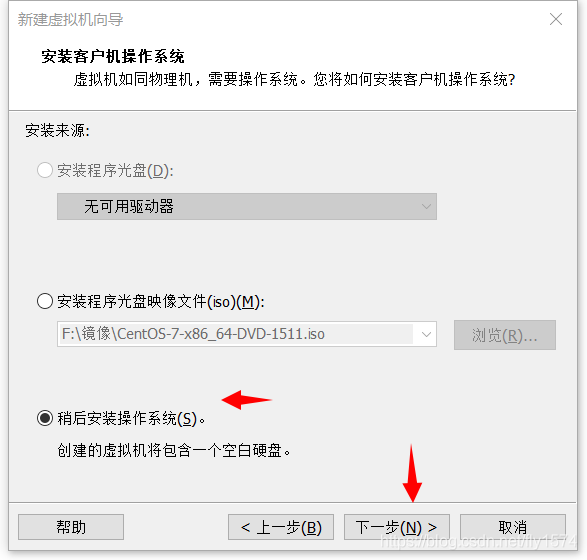 新建虚拟机向导
安装客户机操作系统
虚拟机如同物理机，需要操作系统。您将如何安装客户机操作系统?
安装来源:
安装程序光盘(D):
无可用驱动器
安装程序光盘映像文件(iso)(M):
F:\镜像\CentOS-7-x86_64-DVD-1511.iso
浏览(R)...
稍后安装操作系统(S)。
创建的虚拟机将包含一个空白硬盘。
帮助
< 上一步(B)
下一步(N) >
取消